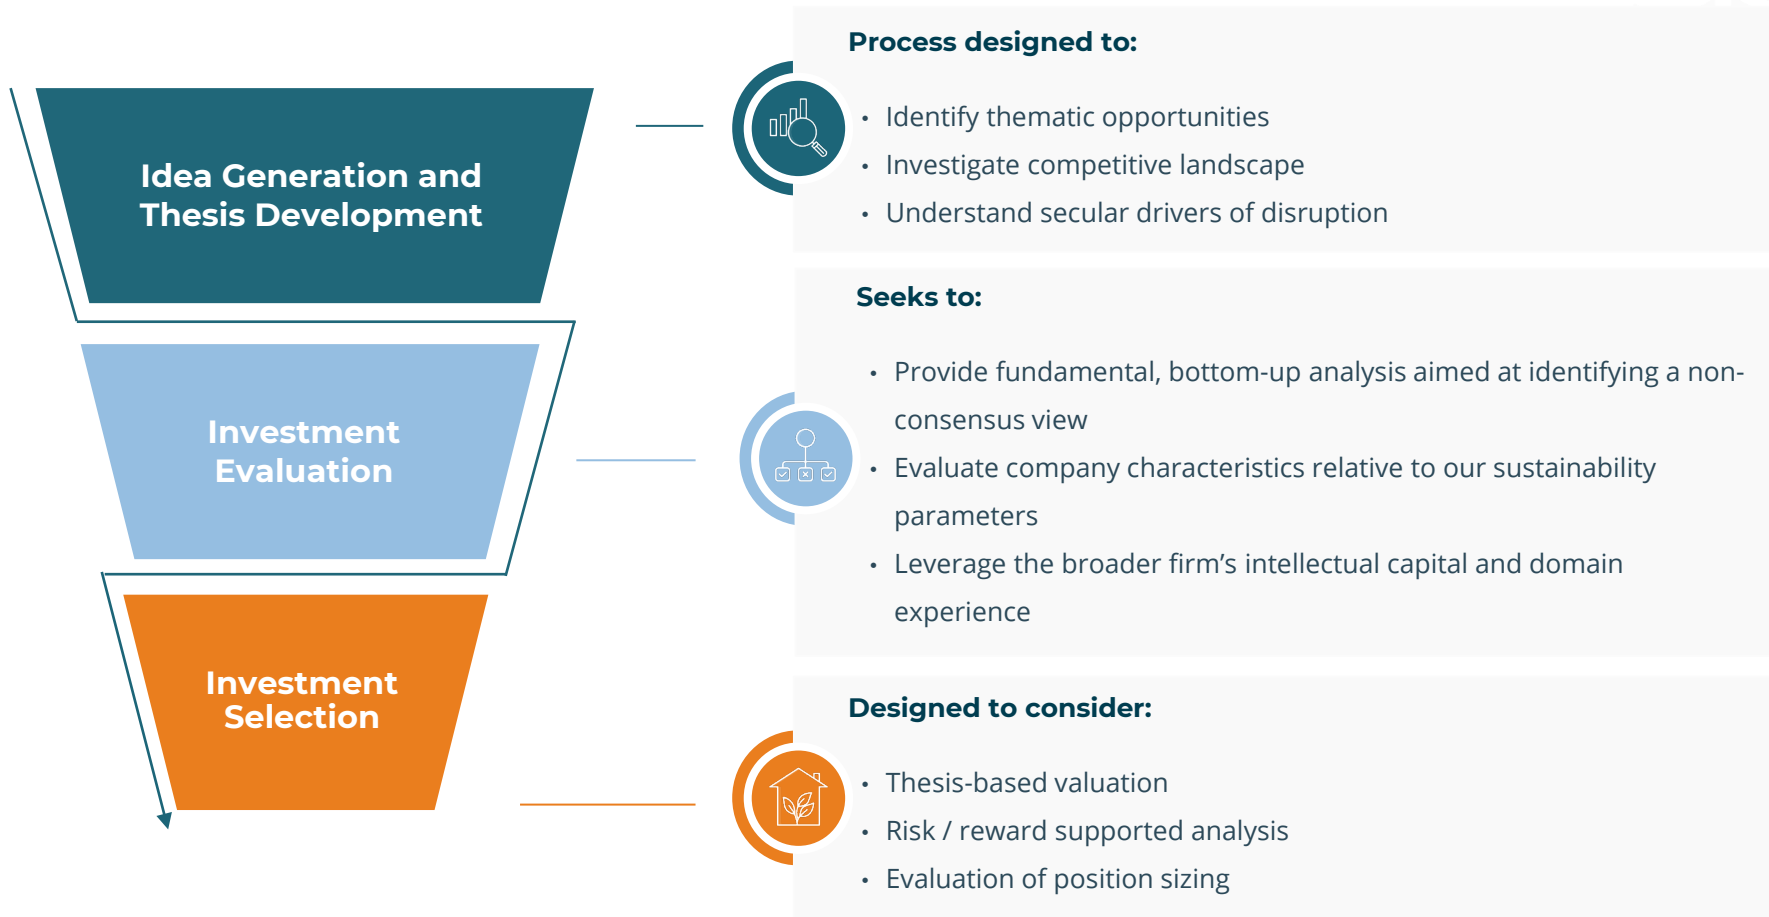 Idea Generation and
Thesis Development
Process designed to:
• Identify thematic opportunities
• Investigate competitive landscape
• Understand secular drivers of disruption
Investment
Evaluation
Seeks to:
• Provide fundamental, bottom-up analysis aimed at identifying a non-
consensus view
• Evaluate company characteristics relative to our sustainability
parameters
• Leverage the broader firm’s intellectual capital and domain
experience
Investment
Selection
Designed to consider:
• Thesis-based valuation
• Risk / reward supported analysis
• Evaluation of position sizing